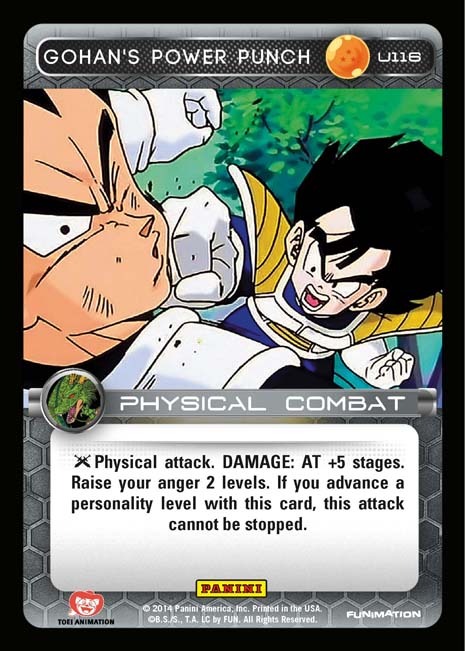 GOHAN'S POWER PUNCH U116
PHYSICAL COMBAT
Physical attack. DAMAGE: AT +5 stages.
Raise your anger 2 levels. If you advance a
personality level with this card, this attack
cannot be stopped.
PANINI
© 2014 Panini America, Inc. Printed in the USA.
©B.S./S., T.A. LC by FUN. All Rights Reserved.
TOEI ANIMATION
FUNIMATION